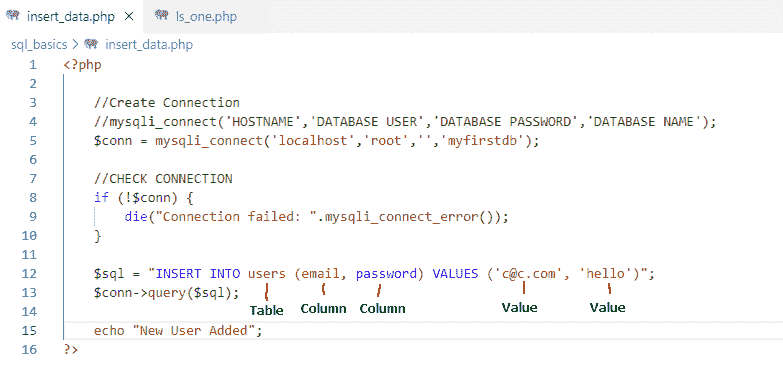 insert_data.php ls_one.php
sql_basics > insert_data.php
1 <?php
2
3 //Create Connection
4 //mysqli_connect('HOSTNAME','DATABASE USER','DATABASE PASSWORD','DATABASE NAME');
5 $conn = mysqli_connect('localhost','root','','myfirstdb');
6
7 //CHECK CONNECTION
8 if (!$conn) {
9 die("Connection failed: ".mysqli_connect_error());
10 }
11
12 $sql = "INSERT INTO users (email, password) VALUES ('c@c.com', 'hello')";
13 $conn->query($sql);
14 Table Column Column Value Value
15 echo "New User Added";
16 ?>